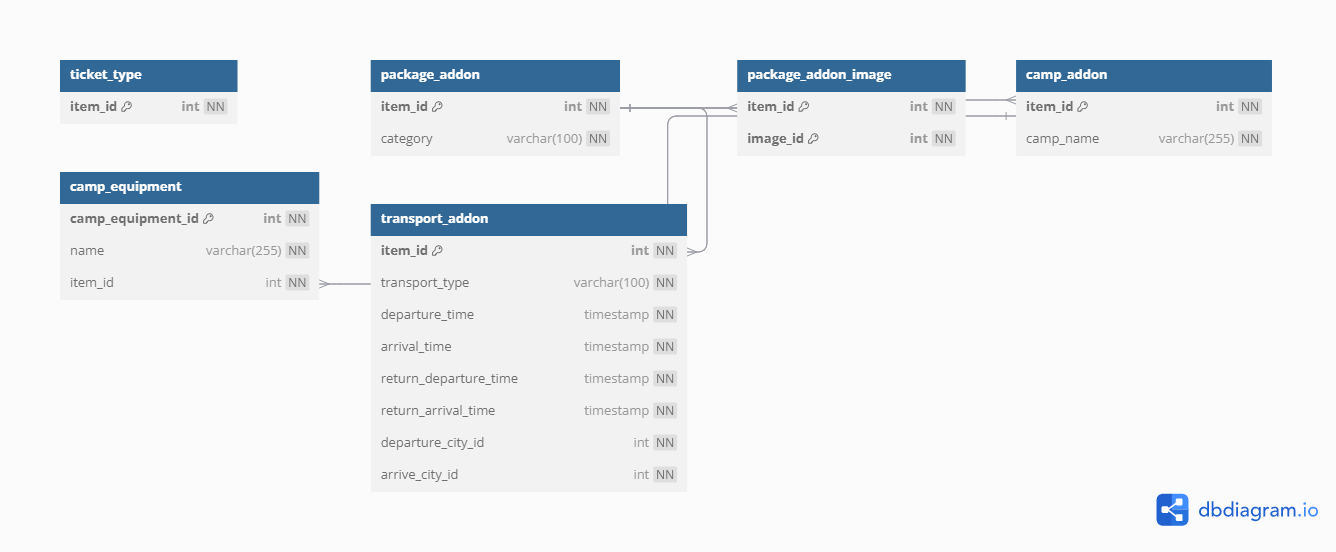 ticket_type
item_id int NN
package_addon
item_id int NN
category varchar(100) NN
package_addon_image
item_id int NN
image_id int NN
camp_addon
item_id int NN
camp_name varchar(255) NN
camp_equipment
camp_equipment_id int NN
name varchar(255) NN
item_id int NN
transport_addon
item_id int NN
transport_type varchar(100) NN
departure_time timestamp NN
arrival_time timestamp NN
return_departure_time timestamp NN
return_arrival_time timestamp NN
departure_city_id int NN
arrive_city_id int NN
dbdiagram.io